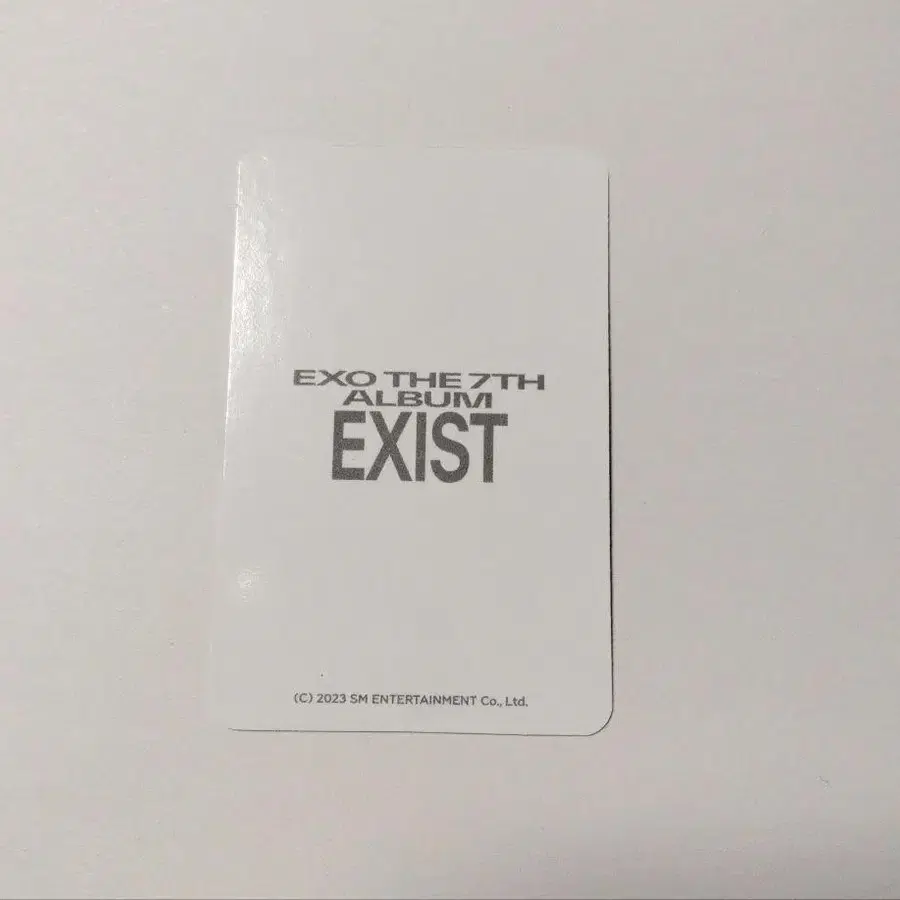 EXO THE 7TH
ALBUM
EXIST
(C) 2023 SM ENTERTAINMENT Co., Ltd.